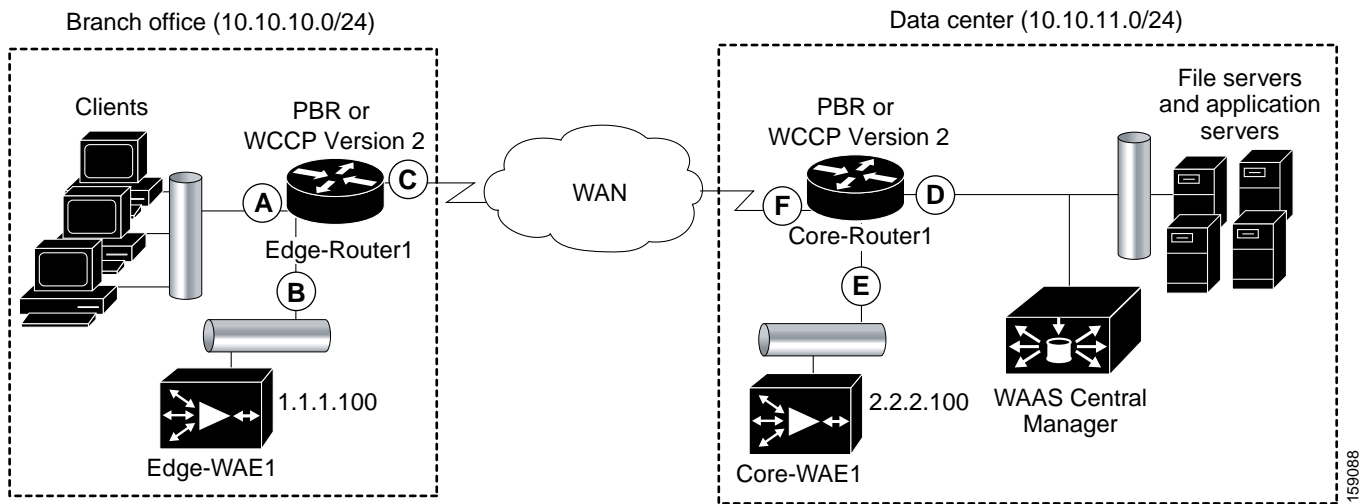 Branch office (10.10.10.0/24)
Data center (10.10.11.0/24)
Clients
PBR or
WCCP Version 2
A
C
Edge-Router1
B
1.1.1.100
Edge-WAE1
WAN
PBR or
WCCP Version 2
F
D
Core-Router1
E
2.2.2.100
Core-WAE1
File servers
and application
servers
WAAS Central
Manager
159088